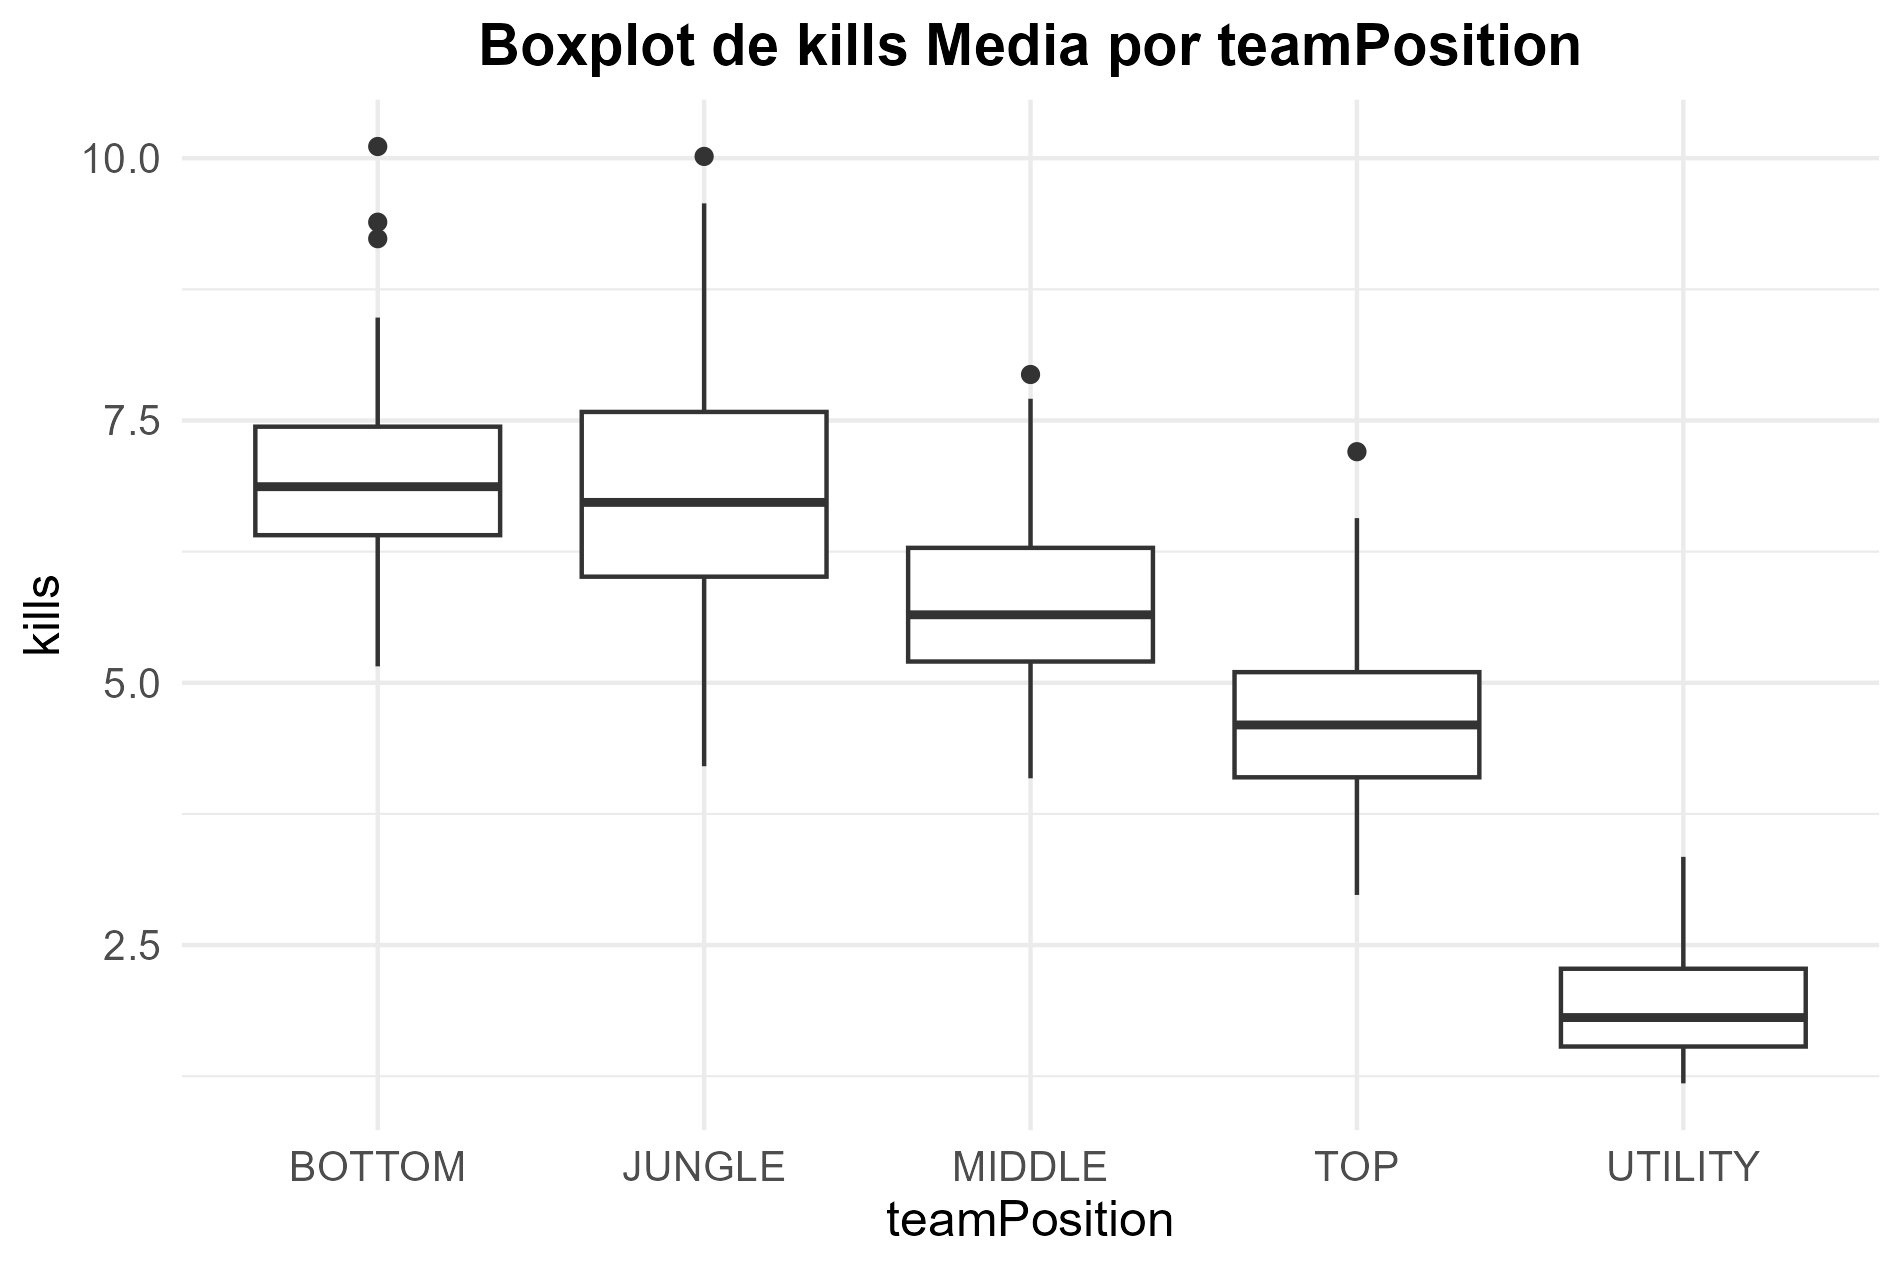 Boxplot de kills Media por teamPosition
10.0
7.5
5.0
2.5
kills
BOTTOM JUNGLE MIDDLE TOP UTILITY
teamPosition